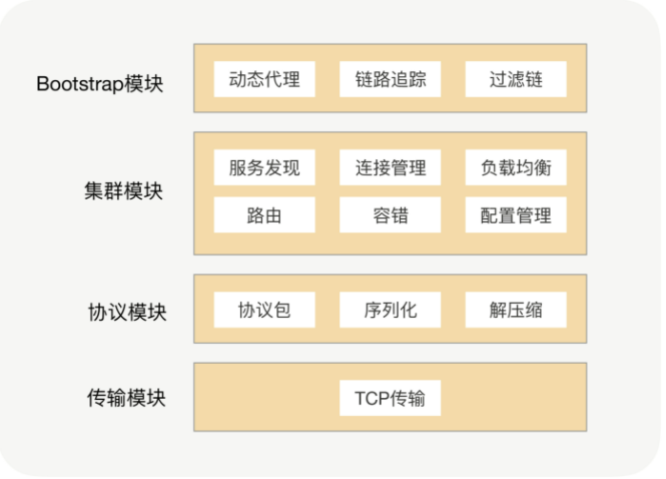 Bootstrap模块
动态代理 链路追踪 过滤链
集群模块
服务发现 连接管理 负载均衡
路由 容错 配置管理
协议模块
协议包 序列化 解压缩
传输模块
TCP传输